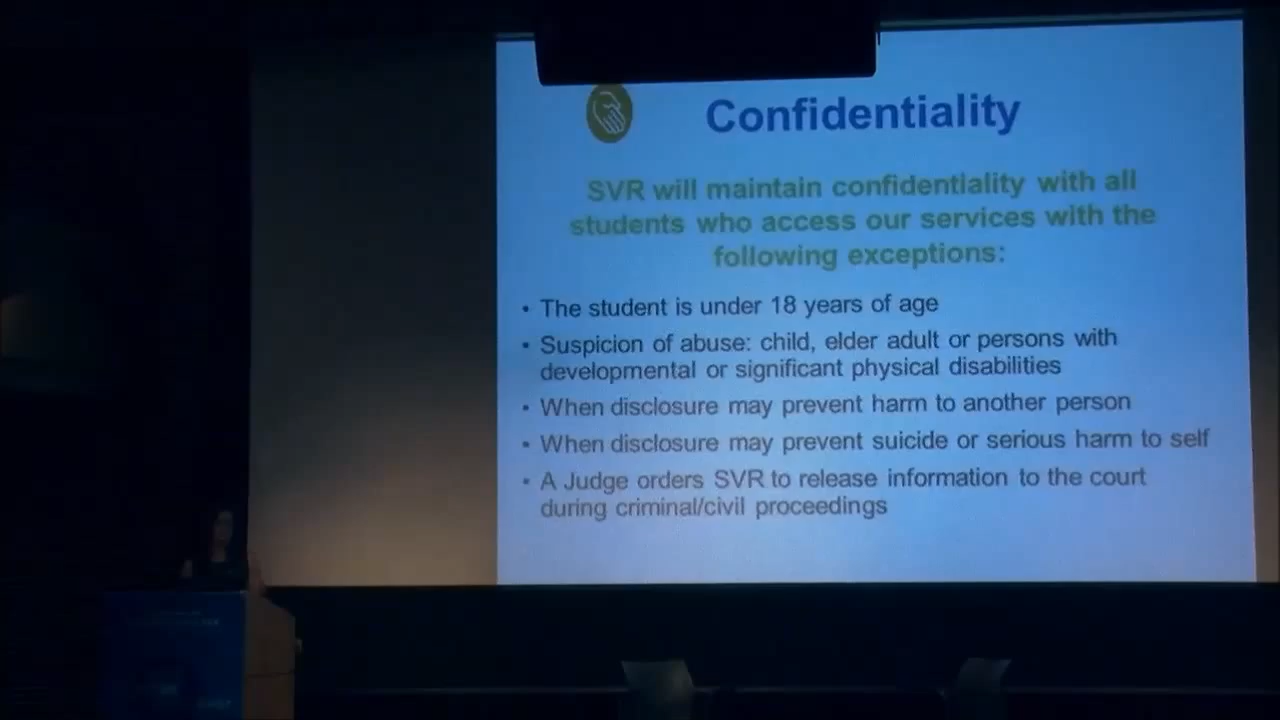 Confidentiality
SVR will maintain confidentiality with all
students who access our services with the
following exceptions:
• The student is under 18 years of age
• Suspicion of abuse: child, elder adult or persons with
developmental or significant physical disabilities
• When disclosure may prevent harm to another person
• When disclosure may prevent suicide or serious harm to self
• A Judge orders SVR to release information to the court
during criminal/civil proceedings